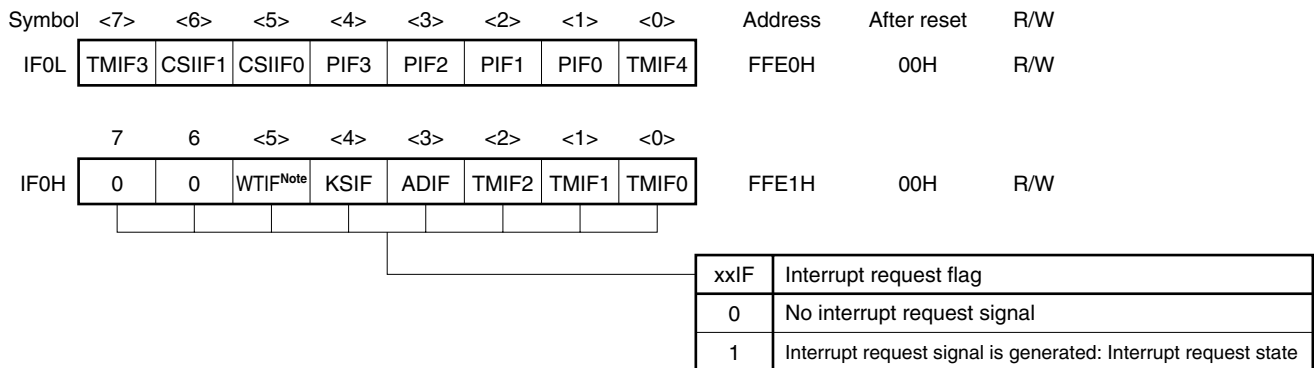 Symbol <7> <6> <5> <4> <3> <2> <1> <0> Address After reset R/W
IF0L TMIF3 CSIIF1 CSIIF0 PIF3 PIF2 PIF1 PIF0 TMIF4 FFE0H 00H R/W
7 6 <5> <4> <3> <2> <1> <0>
IF0H 0 0 WTIFNote KSIF ADIF TMIF2 TMIF1 TMIF0 FFE1H 00H R/W
xxIF Interrupt request flag
0 No interrupt request signal
1 Interrupt request signal is generated: Interrupt request state